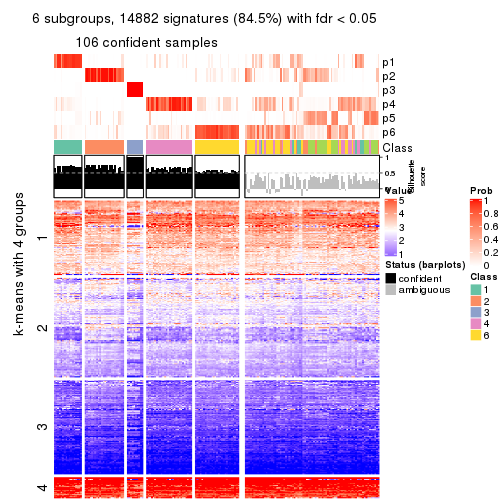 6 subgroups, 14882 signatures (84.5%) with fdr < 0.05
106 confident samples
p1
p2
p3
p4
p5
p6
Class
1
0.5
0
Silhouette
score
k-means with 4 groups
1
2
3
4
Value
5
4
3
2
1
Status (barplots)
confident
ambiguous
Prob
1
0.8
0.6
0.4
0.2
0
Class
1
2
3
4
6